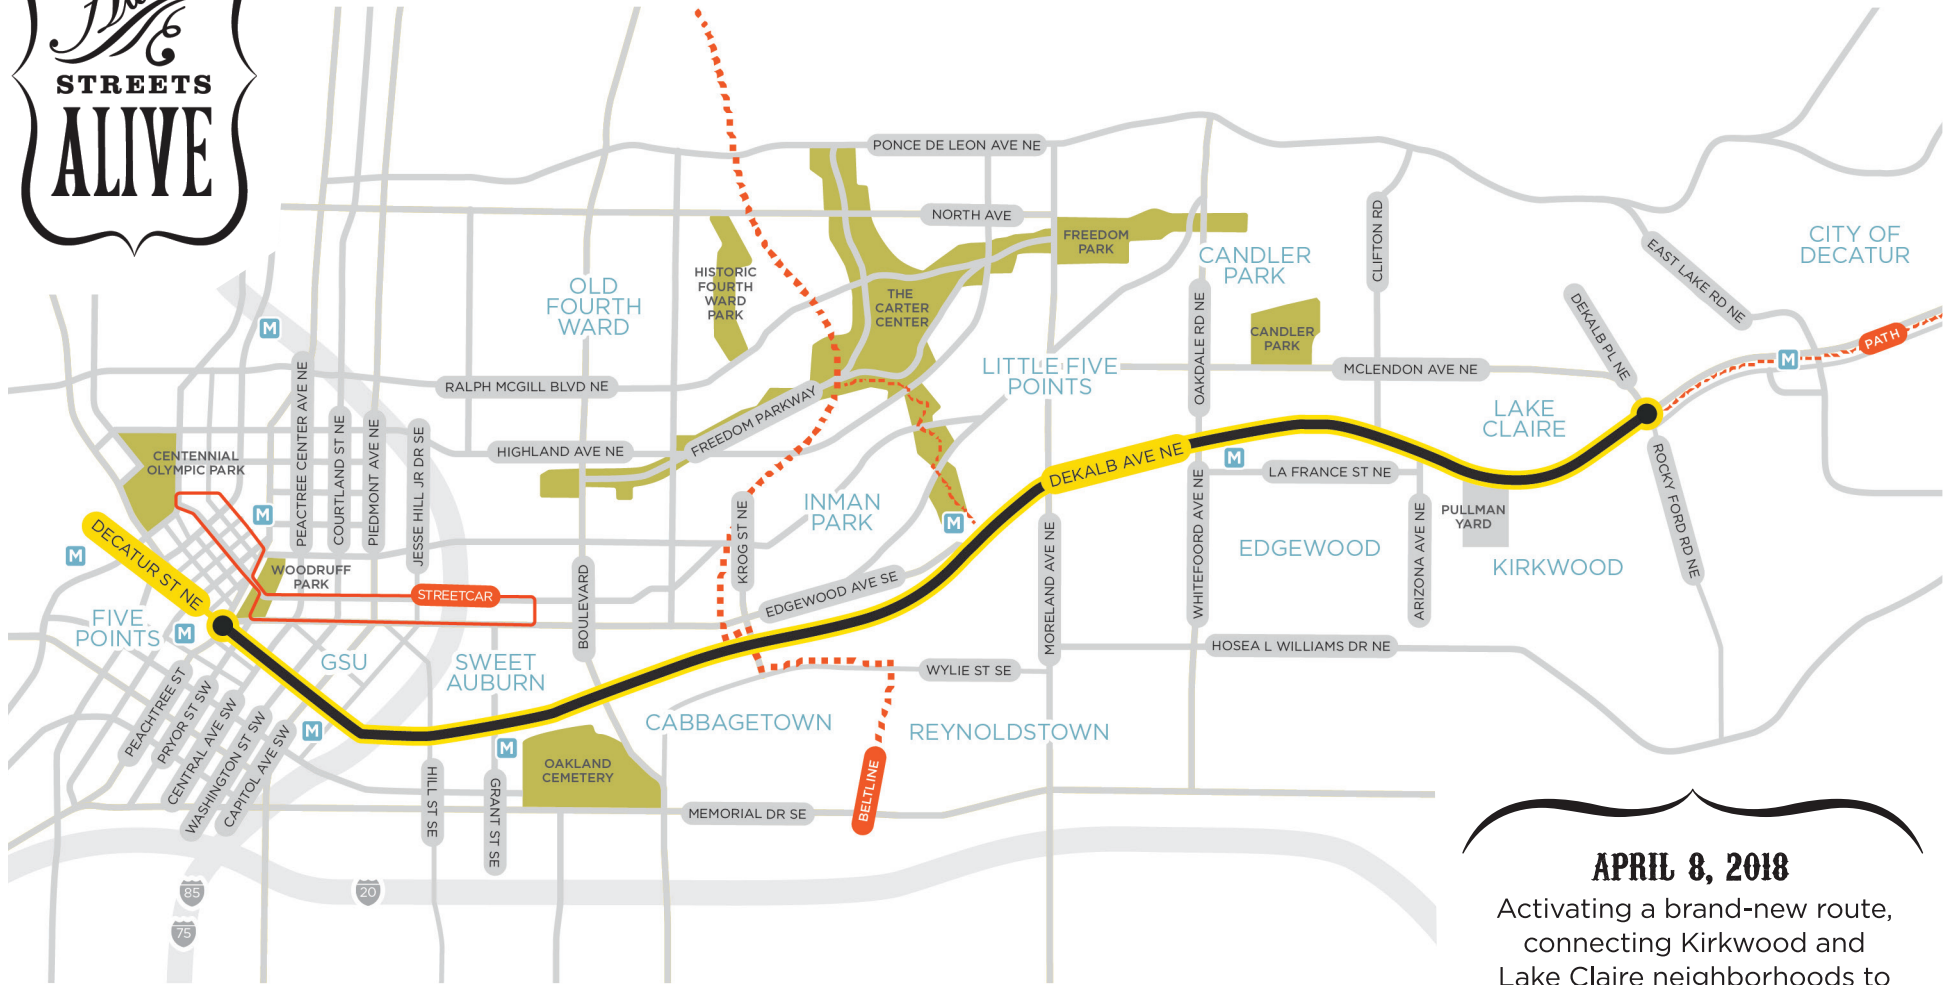 STREETS
ALIVE
PONCE DE LEON AVE NE
NORTH AVE
FREEDOM
PARK
CLIFTON RD
CANDLER
PARK
EAST LAKE RD NE
CITY OF
DECATUR
HISTORIC
FOURTH
WARD
PARK
OLD
FOURTH
WARD
THE
CARTER
CENTER
OAKDALE RD NE
CANDLER
PARK
DEKALB PL NE
M
M
PATH
RALPH MCGILL BLVD NE
LITTLE FIVE
POINTS
MCLENDON AVE NE
PEACTREE CENTER AVE NE
COURTLAND ST NE
PIEDMONT AVE NE
JESSE HILL JR DR SE
FREEDOM PARKWAY
LAKE
CLAIRE
HIGHLAND AVE NE
CENTENNIAL
OLYMPIC PARK
DEKALB AVE NE
M
LA FRANCE ST NE
ROCKY FORD RD NE
M
KROG ST NE
INMAN
PARK
M
WHITEFOORD AVE NE
ARIZONA AVE NE
PULLMAN
YARD
DECATUR ST NE
M
EDGEWOOD
KIRKWOOD
WOODRUFF
PARK
STREETCAR
BOULEVARD
EDGEWOOD AVE SE
MORELAND AVE NE
FIVE
POINTS
M
GSU
SWEET
AUBURN
HOSEA L WILLIAMS DR NE
WYLIE ST SE
PEACHTREE ST
PRYOR ST SW
CENTRAL AVE SW
WASHINGTON ST SW
CAPITOL AVE SW
M
M
CABBAGETOWN
REYNOLDSTOWN
OAKLAND
CEMETERY
HILL ST SE
GRANT ST SE
MEMORIAL DR SE
BELTLINE
85
20
75
APRIL 8, 2018
Activating a brand-new route,
connecting Kirkwood and
Lake Claire neighborhoods to